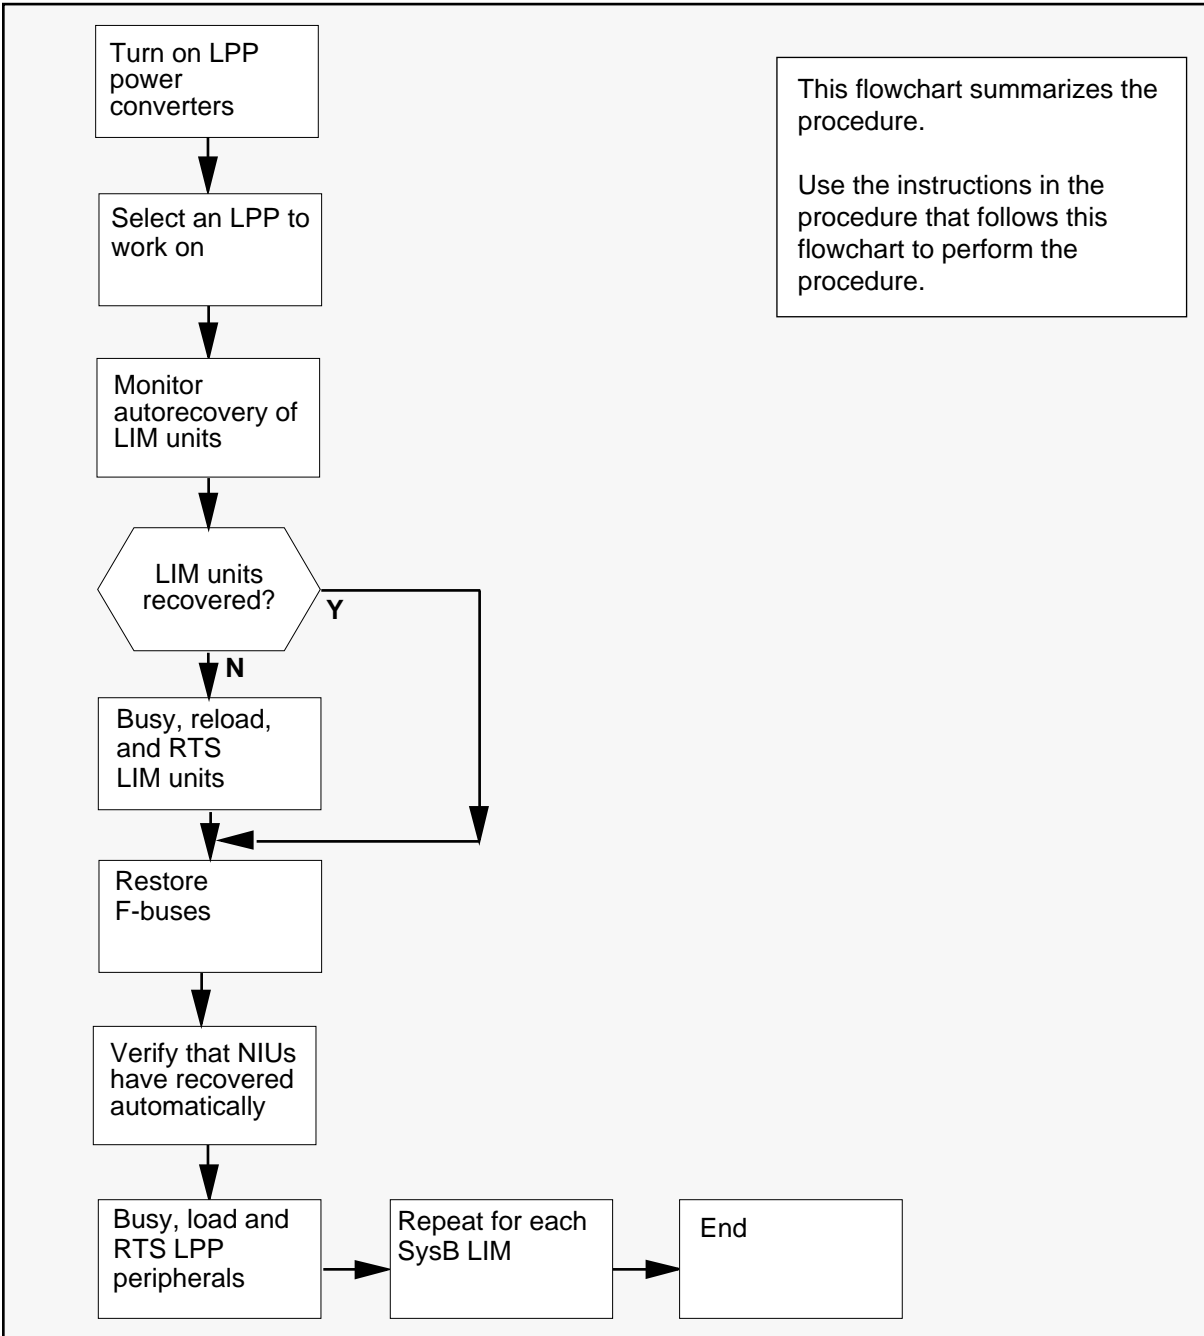 Turn on LPP
power
converters
This flowchart summarizes the
procedure.
Use the instructions in the
procedure that follows this
flowchart to perform the
procedure.
Select an LPP to
work on
Monitor
autorecovery of
LIM units
LIM units
recovered?
Y
N
Busy, reload,
and RTS
LIM units
Restore
F-buses
Verify that NIUs
have recovered
automatically
Busy, load and
RTS LPP
peripherals
Repeat for each
SysB LIM
End